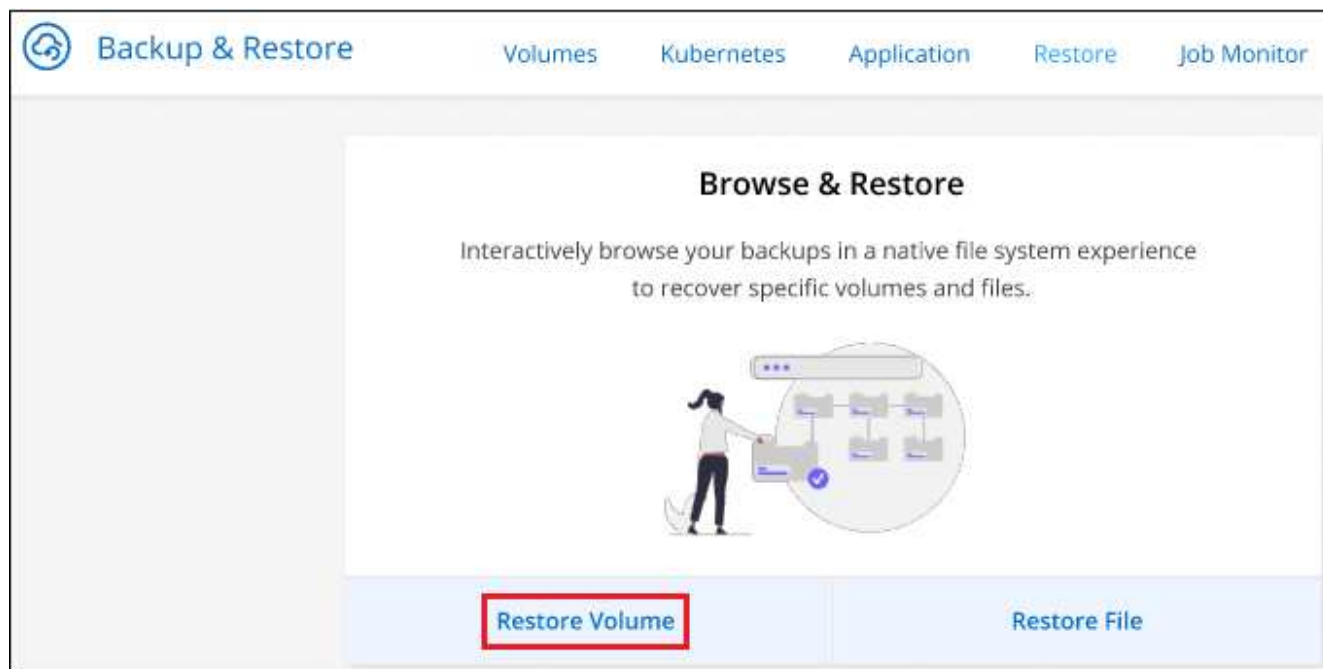 Backup & Restore Volumes Kubernetes Application Restore Job Monitor
Browse & Restore
Interactively browse your backups in a native file system experience
to recover specific volumes and files.
Restore Volume Restore File